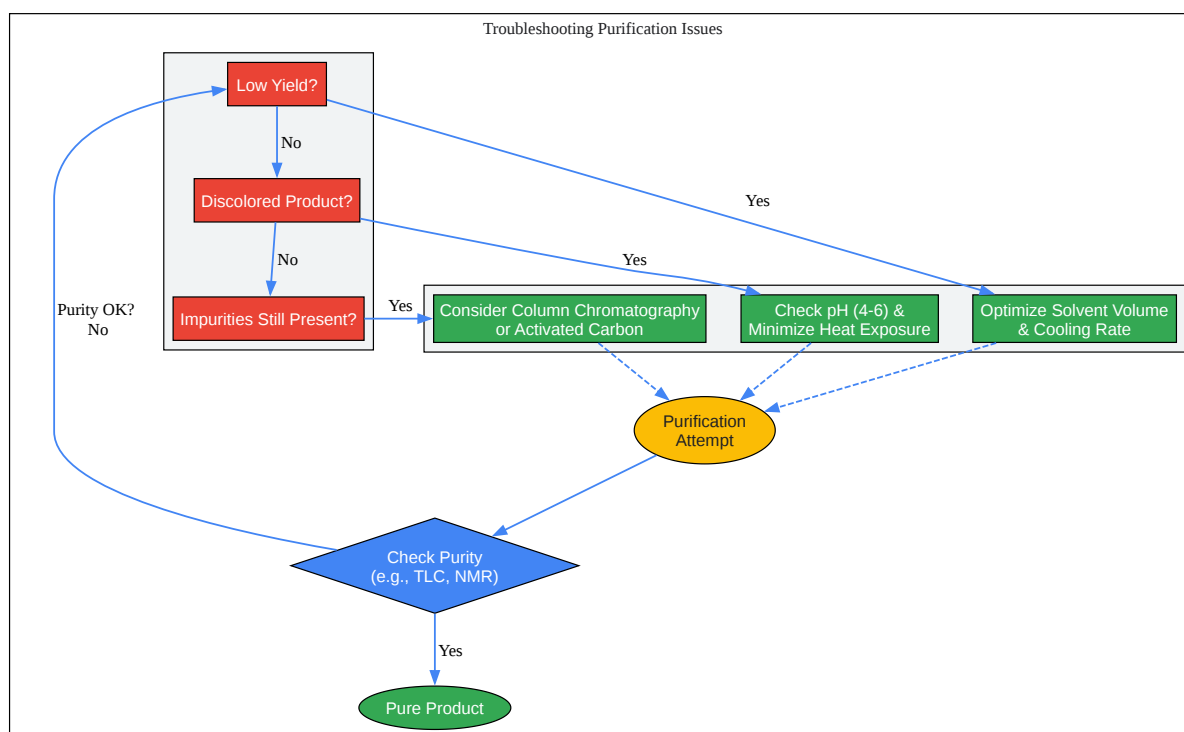 Troubleshooting Purification Issues
Low Yield?
No
Discolored Product?
Yes
No
Yes
Purity OK?
No
Impurities Still Present?
Yes
Consider Column Chromatography
or Activated Carbon
Check pH (4-6) &
Minimize Heat Exposure
Optimize Solvent Volume
& Cooling Rate
Purification
Attempt
Check Purity
(e.g., TLC, NMR)
Yes
Pure Product